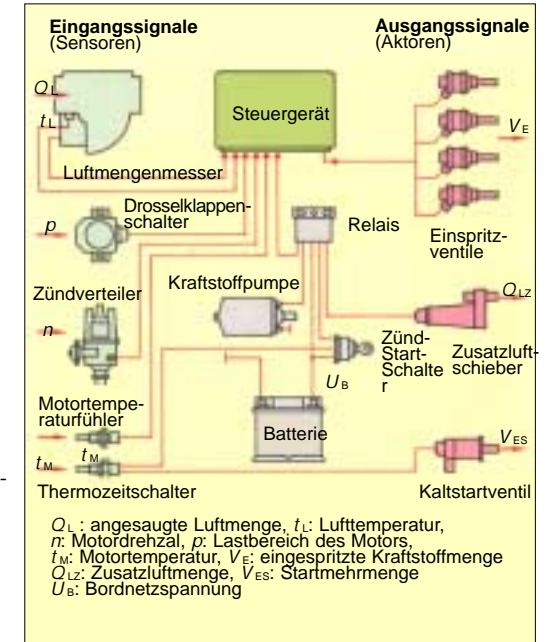 Eingangssignale
(Sensoren)
Ausgangssignale
(Aktoren)
QL
tL
Steuergerät
VE
Luftmengenmesser
Drosselklappen-
schalter
p
Relais
Einspritz-
ventile
Kraftstoffpumpe
QLZ
Zündverteiler
n
Zünd-
Start-
Schalte
r
Zusatzluft-
schieber
UB
Motortempe-
raturfühler
Batterie
VES
tM
tM
-
Thermozeitschalter
Kaltstartventil
QL : angesaugte Luftmenge, tL: Lufttemperatur,
n: Motordrehzal, p: Lastbereich des Motors,
tM: Motortemperatur, VE: eingespritzte Kraftstoffmenge
QLZ: Zusatzluftmenge, VES: Startmehrmenge
UB: Bordnetzspannung